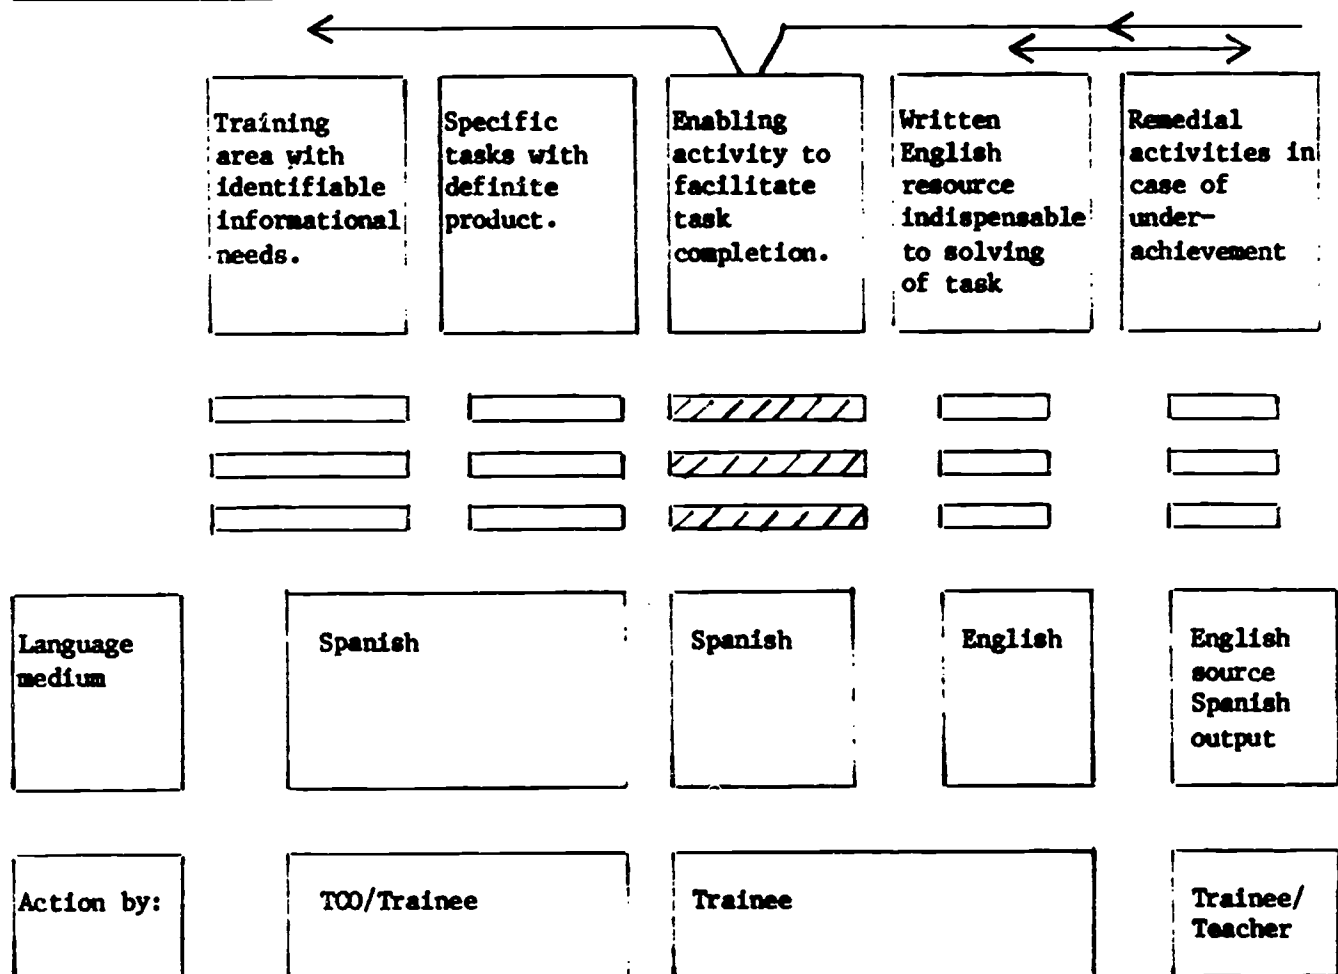 Training
area with
identifiable
informational
needs.
Specific
tasks with
definite
product.
Enabling
activity to
facilitate
task
completion.
Written
English
resource
indispensable
to solving
of task
Remedial
activities in
case of
under-
achievement
Language
medium
Spanish
Spanish
English
English
source
Spanish
output
Action by:
TCO/Trainee
Trainee
Trainee/
Teacher